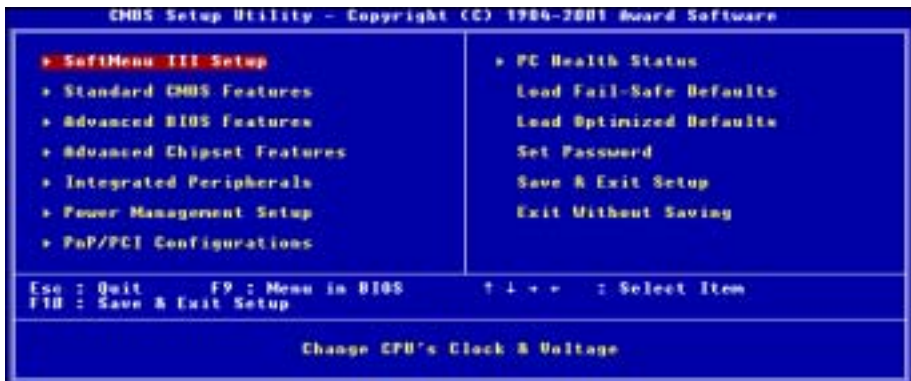 CMOS Setup Utility - Copyright (C) 1984-2001 Award Software
▸ SoftMenu III Setup
▸ Standard CMOS Features
▸ Advanced BIOS Features
▸ Advanced Chipset Features
▸ Integrated Peripherals
▸ Power Management Setup
▸ PnP/PCI Configurations
▸ PC Health Status
Load Fail-Safe Defaults
Load Optimized Defaults
Set Password
Save & Exit Setup
Exit Without Saving
Esc : Quit F9 : Menu in BIOS ↑ ↓ → ← : Select Item
F10 : Save & Exit Setup
Change CPU's Clock & Voltage